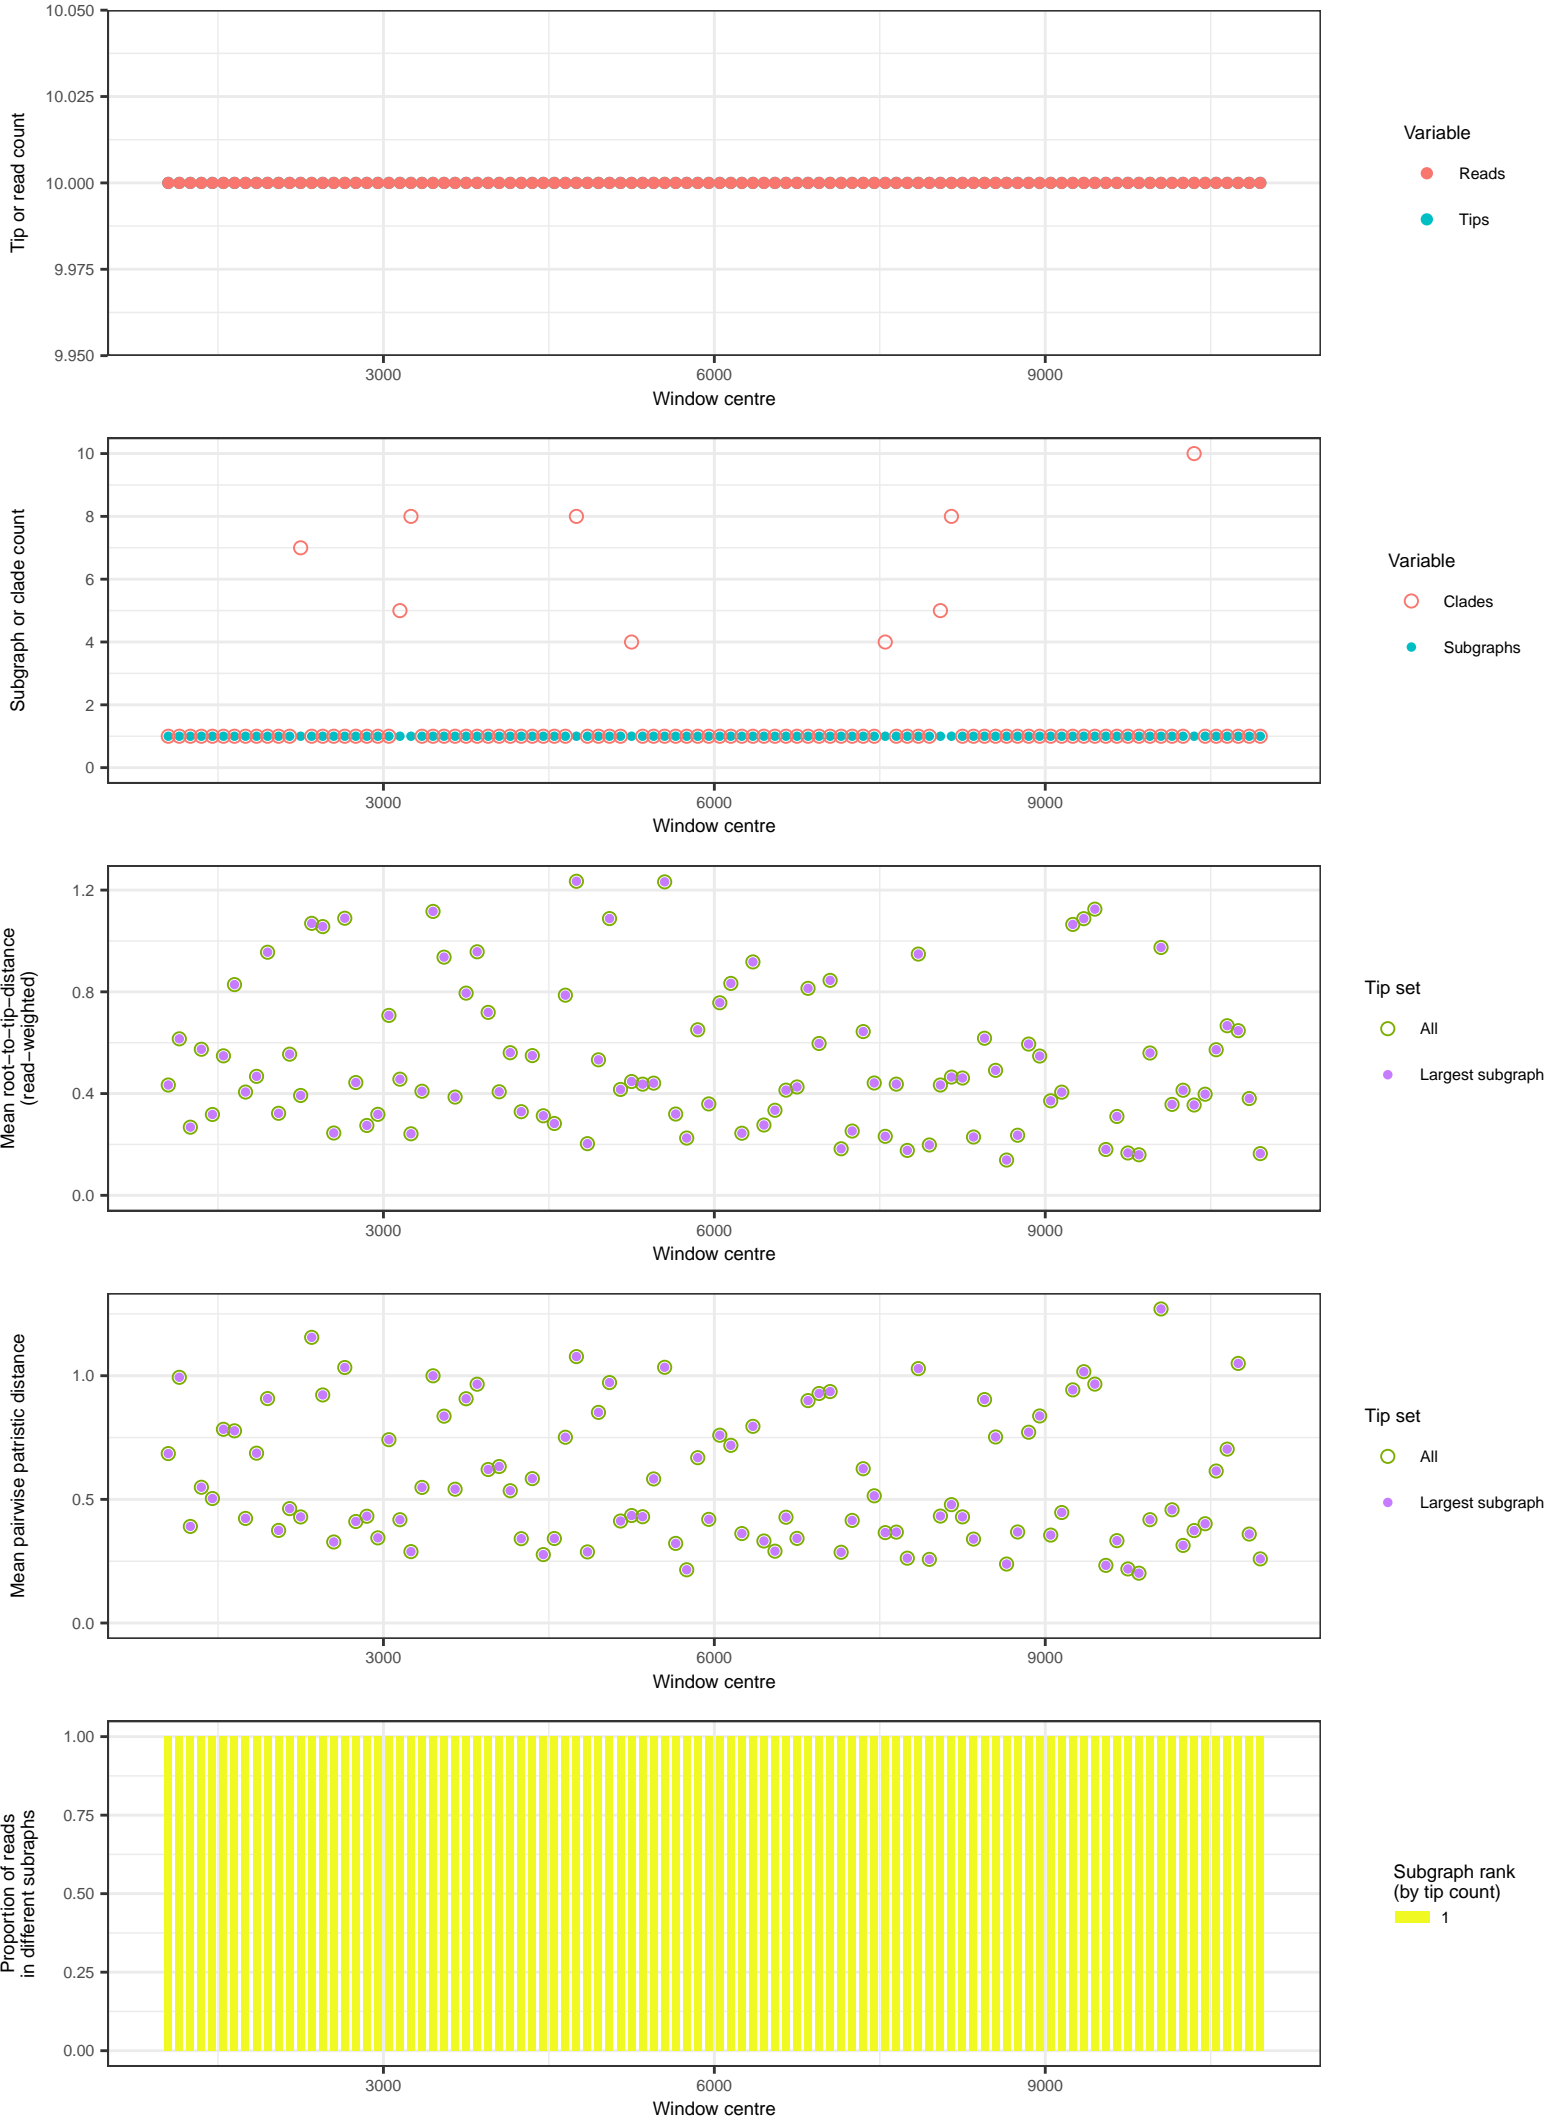 10.050
10.025
10.000
9.975
9.950
Tip or read count
3000 6000 9000
Window centre
Variable
Reads
Tips
10
8
6
4
2
0
Subgraph or clade count
3000 6000 9000
Window centre
Variable
Clades
Subgraphs
1.2
0.8
0.4
0.0
Mean root−to−tip−distance
(read−weighted)
3000 6000 9000
Window centre
Tip set
All
Largest subgraph
1.0
0.5
0.0
Mean pairwise patristic distance
3000 6000 9000
Window centre
Tip set
All
Largest subgraph
1.00
0.75
0.50
0.25
0.00
Proportion of reads
in different subraphs
3000 6000 9000
Window centre
Subgraph rank
(by tip count)
1